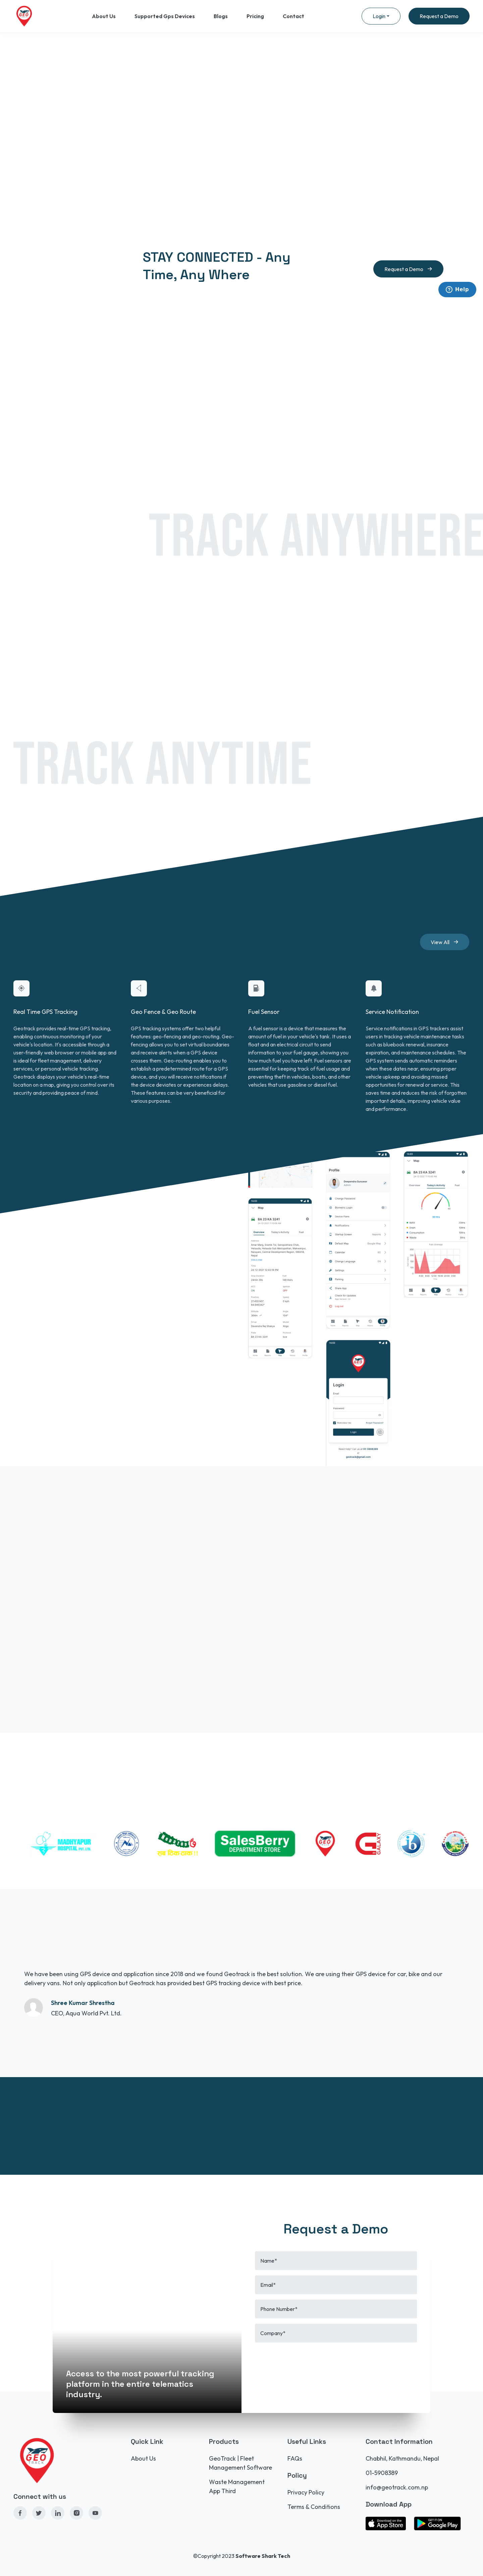 About Us
Supported Gps Devices
Blogs
Pricing
Contact
Login
Request a Demo
STAY CONNECTED - Any
Time, Any Where
Request a Demo
Help
TRACK ANYWHERE
TRACK ANYTIME
View All
Real Time GPS Tracking
Geotrack provides real-time GPS tracking,
enabling continuous monitoring of your
vehicle's location. It's accessible through a
user-friendly web browser or mobile app and
is ideal for fleet management, delivery
services, or personal vehicle tracking.
Geotrack displays your vehicle's real-time
location on a map, giving you control over its
security and providing peace of mind.
Geo Fence & Geo Route
GPS tracking systems offer two helpful
features: geo-fencing and geo-routing. Geo-
fencing allows you to set virtual boundaries
and receive alerts when a GPS device
crosses them. Geo-routing enables you to
establish a predetermined route for a GPS
device, and you will receive notifications if
the device deviates or experiences delays.
These features can be very beneficial for
various purposes.
Fuel Sensor
A fuel sensor is a device that measures the
amount of fuel in your vehicle's tank. It uses a
float and an electrical circuit to send
information to your fuel gauge, showing you
how much fuel you have left. Fuel sensors are
essential for keeping track of fuel usage and
preventing theft in vehicles, boats, and other
vehicles that use gasoline or diesel fuel.
Service Notification
Service notifications in GPS trackers assist
users in tracking vehicle maintenance tasks
such as bluebook renewal, insurance
expiration, and maintenance schedules. The
GPS system sends automatic reminders
when these dates near, ensuring proper
vehicle upkeep and avoiding missed
opportunities for renewal or service. This
saves time and reduces the risk of forgotten
important details, improving vehicle value
and performance.
Profile
Map
Login
SalesBerry
DEPARTMENT STORE
GEO
GALAXY
We have been using GPS device and application since 2018 and we found Geotrack is the best solution. We are using their GPS device for car, bike and our
delivery vans. Not only application but Geotrack has provided best GPS tracking device with best price.
Shree Kumar Shrestha
CEO, Aqua World Pvt. Ltd.
Request a Demo
Name*
Email*
Phone Number*
Company*
Access to the most powerful tracking
platform in the entire telematics
industry.
GEO
Connect with us
Quick Link
About Us
Products
GeoTrack | Fleet
Management Software
Waste Management
App Third
Useful Links
FAQs
Policy
Privacy Policy
Terms & Conditions
Contact Information
Chabhil, Kathmandu, Nepal
01-5908389
info@geotrack.com.np
Download App
Download on the
App Store
GET IT ON
Google Play
©Copyright 2023 Software Shark Tech